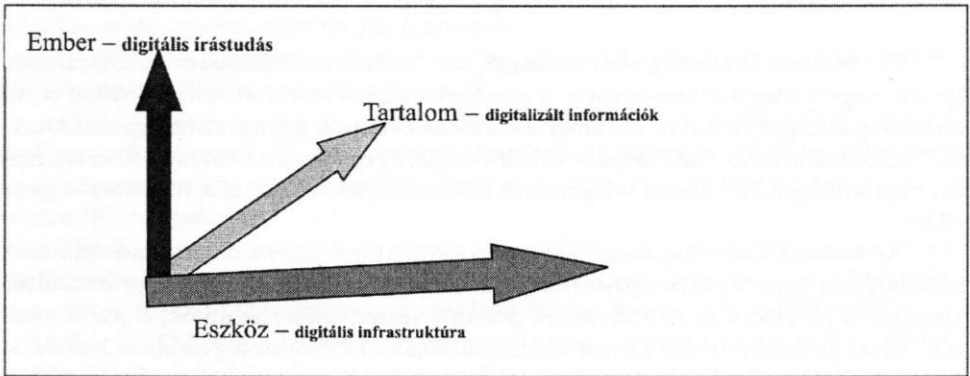 Ember – digitális írástudás
Tartalom – digitalizált információk
Eszköz – digitális infrastruktúra